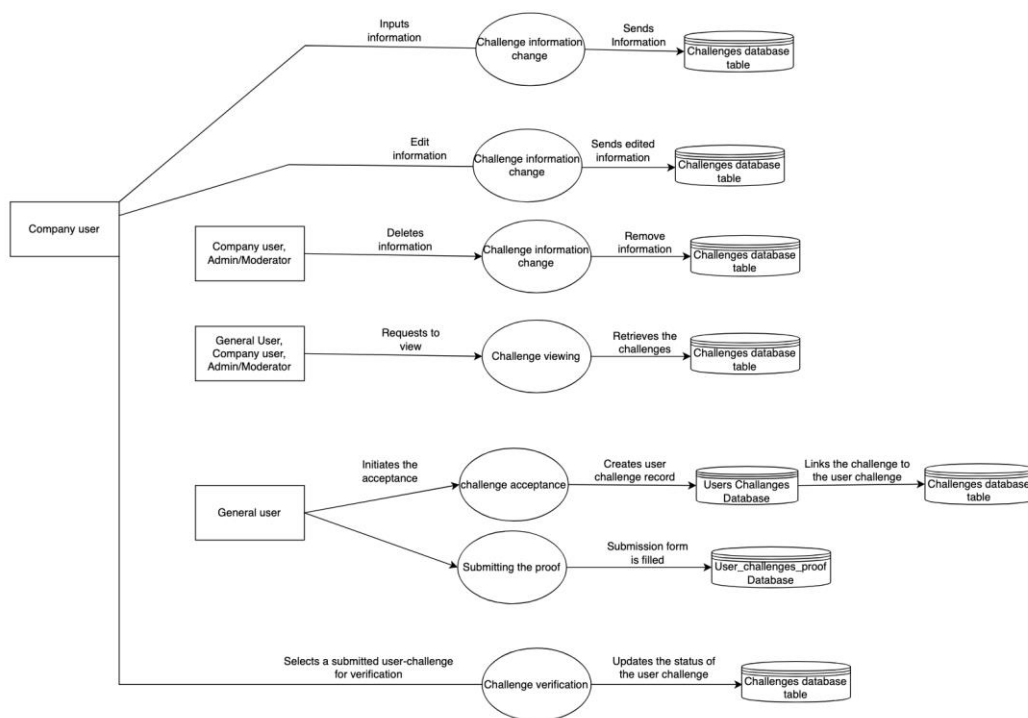 Inputs
information
Challenge information
change
Sends
Information
Challenges database
table
Edit
information
Challenge information
change
Sends edited
information
Challenges database
table
Company user
Company user,
Admin/Moderator
Deletes
information
Challenge information
change
Remove
information
Challenges database
table
General User,
Company user,
Admin/Moderator
Requests to
view
Challenge viewing
Retrieves the
challenges
Challenges database
table
General user
Initiates the
acceptance
challenge acceptance
Creates user
challenge record
Users Challanges
Database
Links the challenge to
the user challenge
Challenges database
table
Submitting the proof
Submission form
is filled
User_challenges_proof
Database
Selects a submitted user-challenge
for verification
Challenge verification
Updates the status of
the user challenge
Challenges database
table